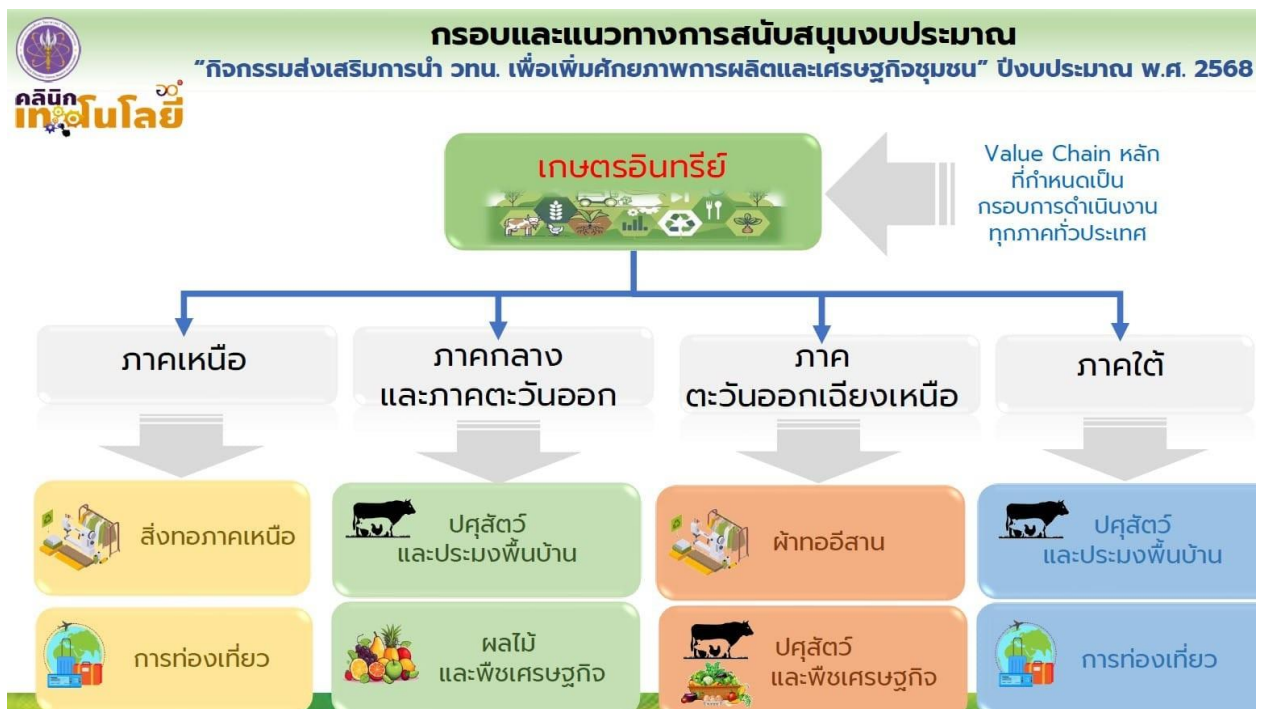 กรอบและแนวทางการสนับสนุนงบประมาณ
“กิจกรรมส่งเสริมการนำ วทน. เพื่อเพิ่มศักยภาพการผลิตและเศรษฐกิจชุมชน” ปีงบประมาณ พ.ศ. 2568
คลินิก
เทคโนโลยี
เกษตรอินทรีย์
Value Chain หลัก
ที่กำหนดเป็น
กรอบการดำเนินงาน
ทุกภาคทั่วประเทศ
ภาคเหนือ
ภาคกลาง
และภาคตะวันออก
ภาค
ตะวันออกเฉียงเหนือ
ภาคใต้
สิ่งทอภาคเหนือ
ปศุสัตว์
และประมงพื้นบ้าน
ผ้าทออีสาน
ปศุสัตว์
และประมงพื้นบ้าน
การท่องเที่ยว
ผลไม้
และพืชเศรษฐกิจ
ปศุสัตว์
และพืชเศรษฐกิจ
การท่องเที่ยว